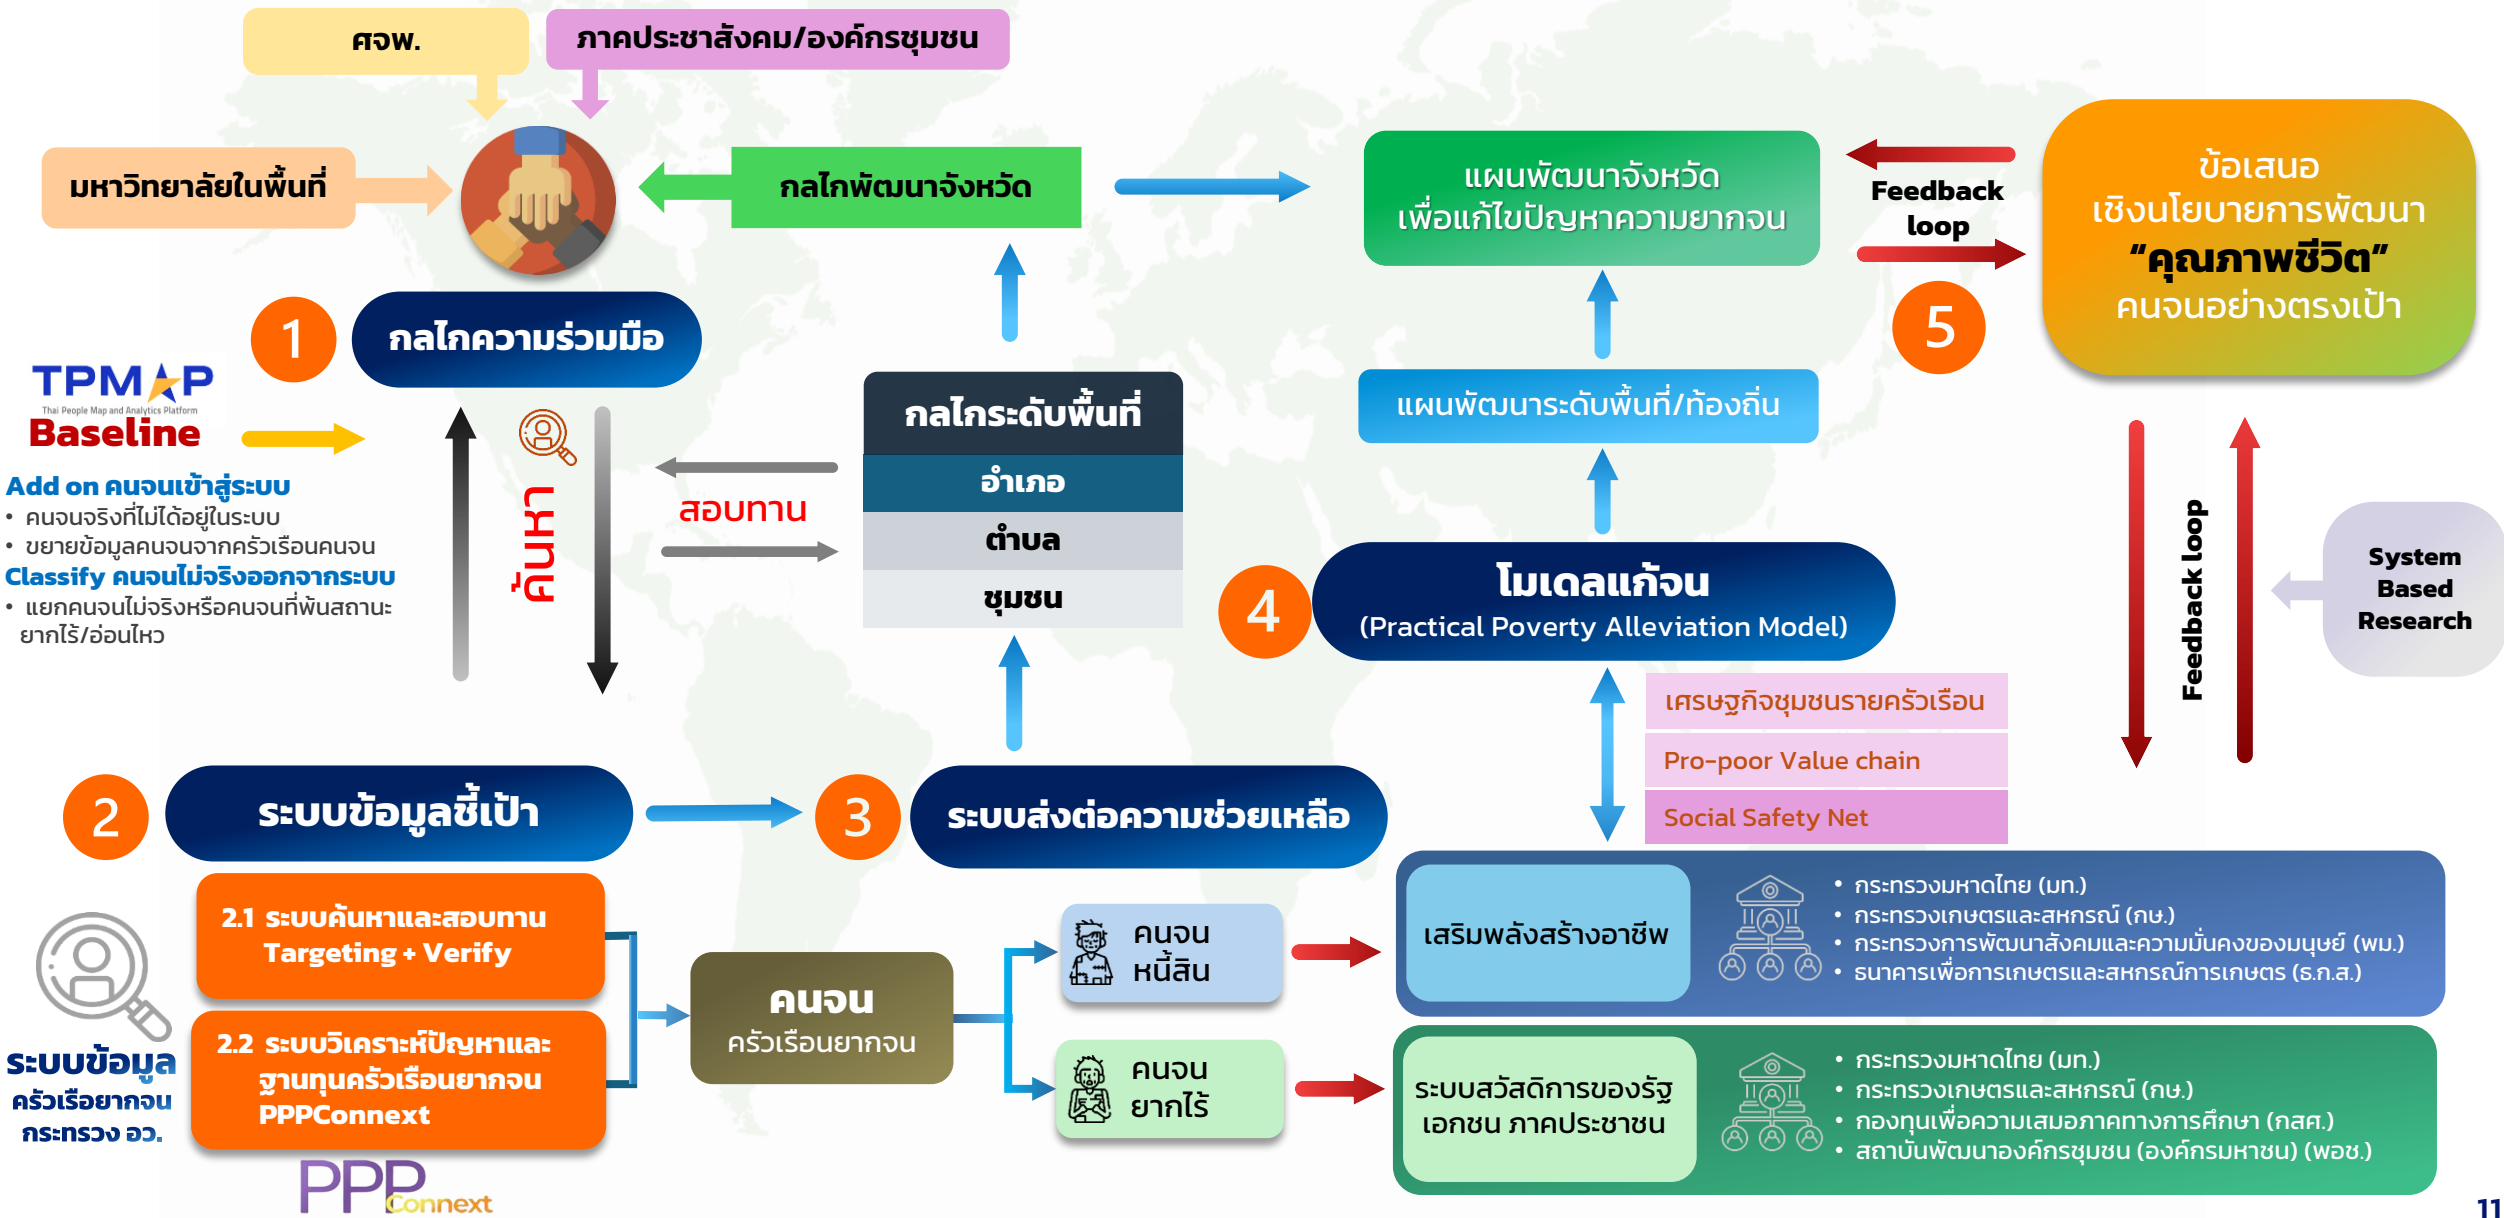 ศจพ.
ภาคประชาสังคม/องค์กรชุมชน
มหาวิทยาลัยในพื้นที่
กลไกพัฒนาจังหวัด
แผนพัฒนาจังหวัด
เพื่อแก้ไขปัญหาความยากจน
Feedback
loop
ข้อเสนอ
เชิงนโยบายการพัฒนา
“คุณภาพชีวิต”
คนจนอย่างตรงเป้า
1
กลไกความร่วมมือ
5
TPMAP
Thai People Map and Analytics Platform
Baseline
Add on คนจนเข้าสู่ระบบ
• คนจนจริงที่ไม่ได้อยู่ในระบบ
• ขยายข้อมูลคนจนจากครัวเรือนคนจน
Classify คนจนไม่จริงออกจากระบบ
• แยกคนจนไม่จริงหรือคนจนที่พ้นสถานะ
ยากไร้/อ่อนไหว
ค้นหา
สอบทาน
กลไกระดับพื้นที่
อำเภอ
ตำบล
ชุมชน
แผนพัฒนาระดับพื้นที่/ท้องถิ่น
4
โมเดลแก้จน
(Practical Poverty Alleviation Model)
Feedback loop
System
Based
Research
เศรษฐกิจชุมชนรายครัวเรือน
Pro-poor Value chain
Social Safety Net
2
ระบบข้อมูลชี้เป้า
3
ระบบส่งต่อความช่วยเหลือ
2.1 ระบบค้นหาและสอบทาน
Targeting + Verify
2.2 ระบบวิเคราะห์ปัญหาและ
ฐานทุนครัวเรือนยากจน
PPPConnext
ระบบข้อมูล
ครัวเรือยากจน
กระทรวง อว.
PPP
Connext
คนจน
ครัวเรือนยากจน
คนจน
หนี้สิน
คนจน
ยากไร้
เสริมพลังสร้างอาชีพ
• กระทรวงมหาดไทย (มท.)
• กระทรวงเกษตรและสหกรณ์ (กษ.)
• กระทรวงการพัฒนาสังคมและความมั่นคงของมนุษย์ (พม.)
• ธนาคารเพื่อการเกษตรและสหกรณ์การเกษตร (ธ.ก.ส.)
ระบบสวัสดิการของรัฐ
เอกชน ภาคประชาชน
• กระทรวงมหาดไทย (มท.)
• กระทรวงเกษตรและสหกรณ์ (กษ.)
• กองทุนเพื่อความเสมอภาคทางการศึกษา (กสศ.)
• สถาบันพัฒนาองค์กรชุมชน (องค์กรมหาชน) (พอช.)
11